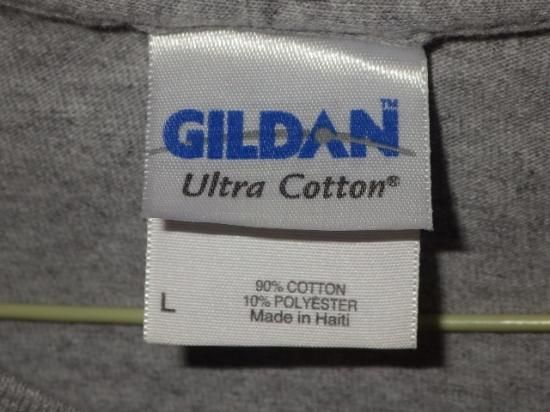 GILDAN™
Ultra Cotton®
90% COTTON
L 10% POLYESTER
Made in Haiti